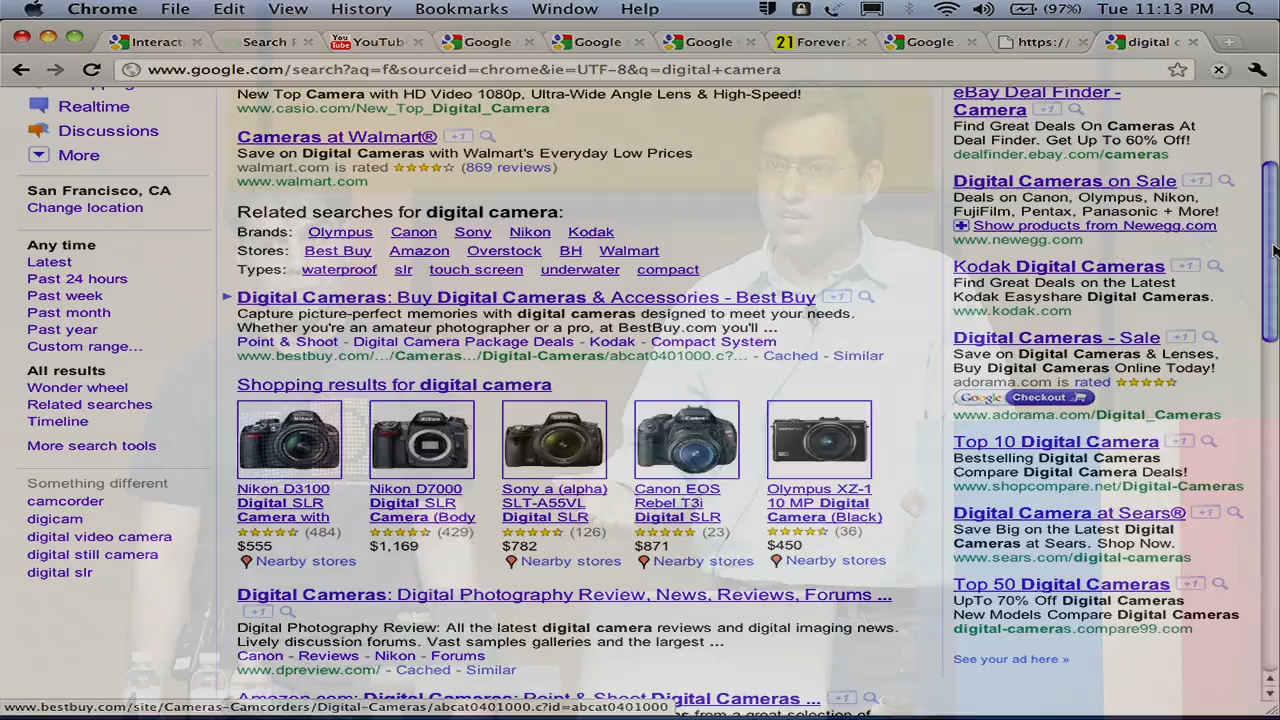 Chrome File Edit View History Bookmarks Window Help (97%) Tue 11:13 PM
Interact Search F YouTube Google Google Google 21 Forever Google https:/ digital c
www.google.com/search?aq=f&sourceid=chrome&ie=UTF-8&q=digital+camera
Realtime
Discussions
More
San Francisco, CA
Change location
Any time
Latest
Past 24 hours
Past week
Past month
Past year
Custom range...
All results
Wonder wheel
Related searches
Timeline
More search tools
Something different
camcorder
digicam
digital video camera
digital still camera
digital slr
New Top Camera with HD Video 1080p, Ultra-Wide Angle Lens & High-Speed!
www.casio.com/New_Top_Digital_Camera
Cameras at Walmart® +1
Save on Digital Cameras with Walmart's Everyday Low Prices
walmart.com is rated (869 reviews)
www.walmart.com
Related searches for digital camera:
Brands: Olympus Canon Sony Nikon Kodak
Stores: Best Buy Amazon Overstock BH Walmart
Types: waterproof slr touch screen underwater compact
Digital Cameras: Buy Digital Cameras & Accessories - Best Buy +1
Capture picture-perfect memories with digital cameras designed to meet your needs.
Whether you're an amateur photographer or a pro, at BestBuy.com you'll ...
Point & Shoot - Digital Camera Package Deals - Kodak - Compact System
www.bestbuy.com/.../Cameras.../Digital-Cameras/abcat0401000.c?... - Cached - Similar
Shopping results for digital camera
Nikon D3100
Digital SLR
Camera with
(484)
$555
Nearby stores
Nikon D7000
Digital SLR
Camera (Body
(429)
$1,169
Sony a (alpha)
SLT-A55VL
Digital SLR
(126)
$782
Nearby stores
Canon EOS
Rebel T3i
Digital SLR
(23)
$871
Nearby stores
Olympus XZ-1
10 MP Digital
Camera (Black)
(36)
$450
Nearby stores
Digital Cameras: Digital Photography Review, News, Reviews, Forums ...
+1
Digital Photography Review: All the latest digital camera reviews and digital imaging news.
Lively discussion forums. Vast samples galleries and the largest ...
Canon - Reviews - Nikon - Forums
www.dpreview.com/ - Cached - Similar
Amazon.com: Digital Cameras: Point & Shoot Digital Cameras ... +1
from a great selection of
www.bestbuy.com/site/Cameras-Camcorders/Digital-Cameras/abcat0401000.c?id=abcat0401000
eBay Deal Finder -
Camera +1
Find Great Deals On Cameras At
Deal Finder. Get Up To 60% Off!
dealfinder.ebay.com/cameras
Digital Cameras on Sale +1
Deals on Canon, Olympus, Nikon,
FujiFilm, Pentax, Panasonic + More!
Show products from Newegg.com
www.newegg.com
Kodak Digital Cameras +1
Find Great Deals on the Latest
Kodak Easyshare Digital Cameras.
www.kodak.com
Digital Cameras - Sale +1
Save on Digital Cameras & Lenses,
Buy Digital Cameras Online Today!
adorama.com is rated
Google Checkout
www.adorama.com/Digital_Cameras
Top 10 Digital Camera +1
Bestselling Digital Cameras
Compare Digital Camera Deals!
www.shopcompare.net/Digital-Cameras
Digital Camera at Sears® +1
Save Big on the Latest Digital
Cameras at Sears. Shop Now.
www.sears.com/digital-cameras
Top 50 Digital Cameras +1
UpTo 70% Off Digital Cameras
New Models Compare Digital Cameras
digital-cameras.compare99.com
See your ad here »